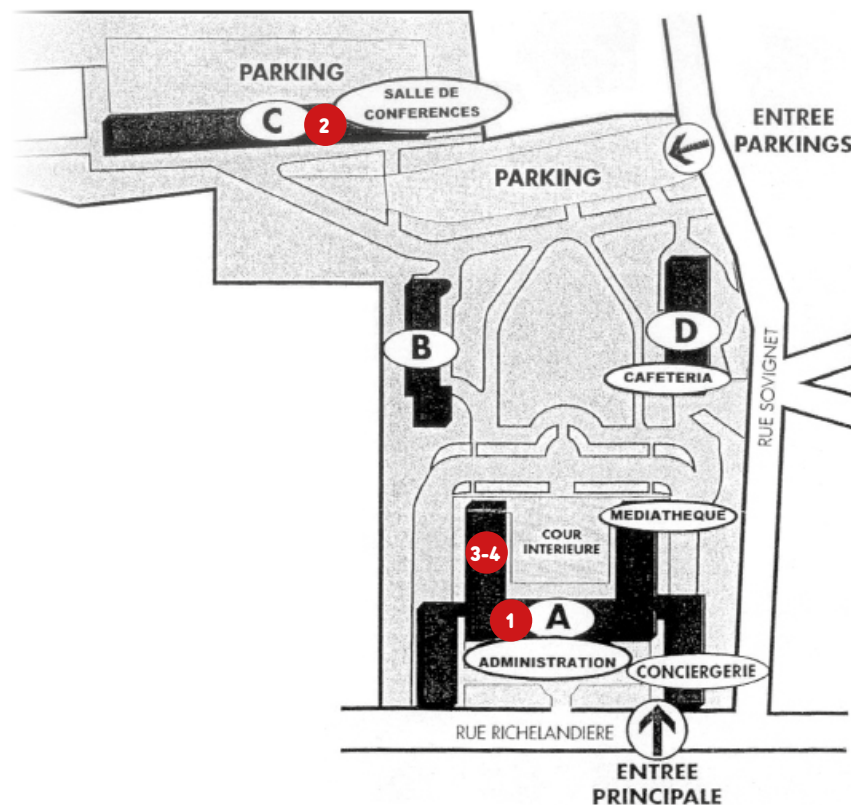 PARKING
SALLE DE
CONFERENCES
C
2
ENTREE
PARKINGS
PARKING
B
D
CAFETERIA
RUE SOVIGNET
MEDIATHEQUE
COUR
INTERIEURE
3-4
1
A
ADMINISTRATION
CONCIERGERIE
RUE RICHELANDIERE
ENTREE
PRINCIPALE